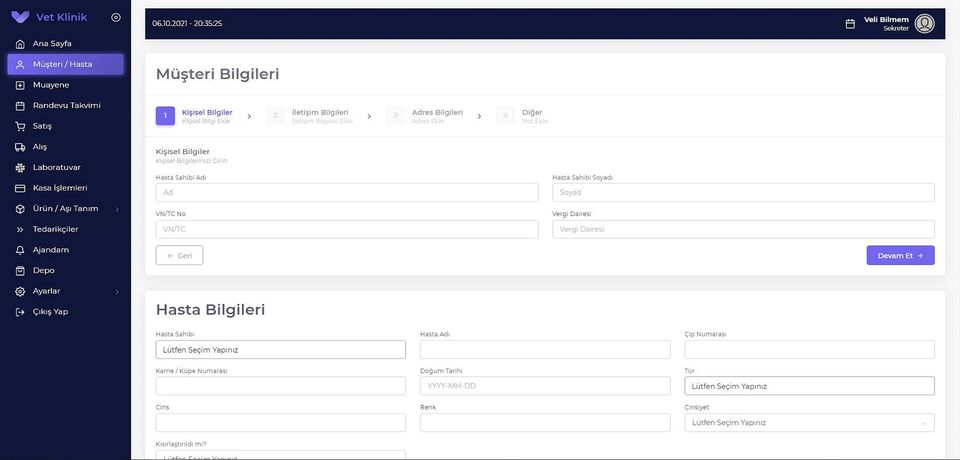 Vet Klinik
Ana Sayfa
Müşteri / Hasta
Muayene
Randevu Takvimi
Satış
Alış
Laboratuvar
Kasa İşlemleri
Ürün / Aşı Tanım
Tedarikçiler
Ajandam
Depo
Ayarlar
Çıkış Yap
06.10.2021 - 20:35:25
Veli Bilmem
Sekreter
Müşteri Bilgileri
1 Kişisel Bilgiler
Kişisel Bilgi Ekle
2 İletişim Bilgileri
İletişim Bilgileri Ekle
3 Adres Bilgileri
Adres Ekle
4 Diğer
Not Ekle
Kişisel Bilgiler
Kişisel Bilgilerinizi Girin
Hasta Sahibi Adı Hasta Sahibi Soyadı
Ad Soyad
VN/TC No Vergi Dairesi
VN/TC Vergi Dairesi
Geri Devam Et
Hasta Bilgileri
Hasta Sahibi Hasta Adı Çip Numarası
Lütfen Seçim Yapınız
Karne / Küpe Numarası Doğum Tarihi Tür
YYYY-MM-DD Lütfen Seçim Yapınız
Cins Renk Cinsiyet
Lütfen Seçim Yapınız
Kısırlaştırıldı mı?
Lütfen Seçim Yapınız